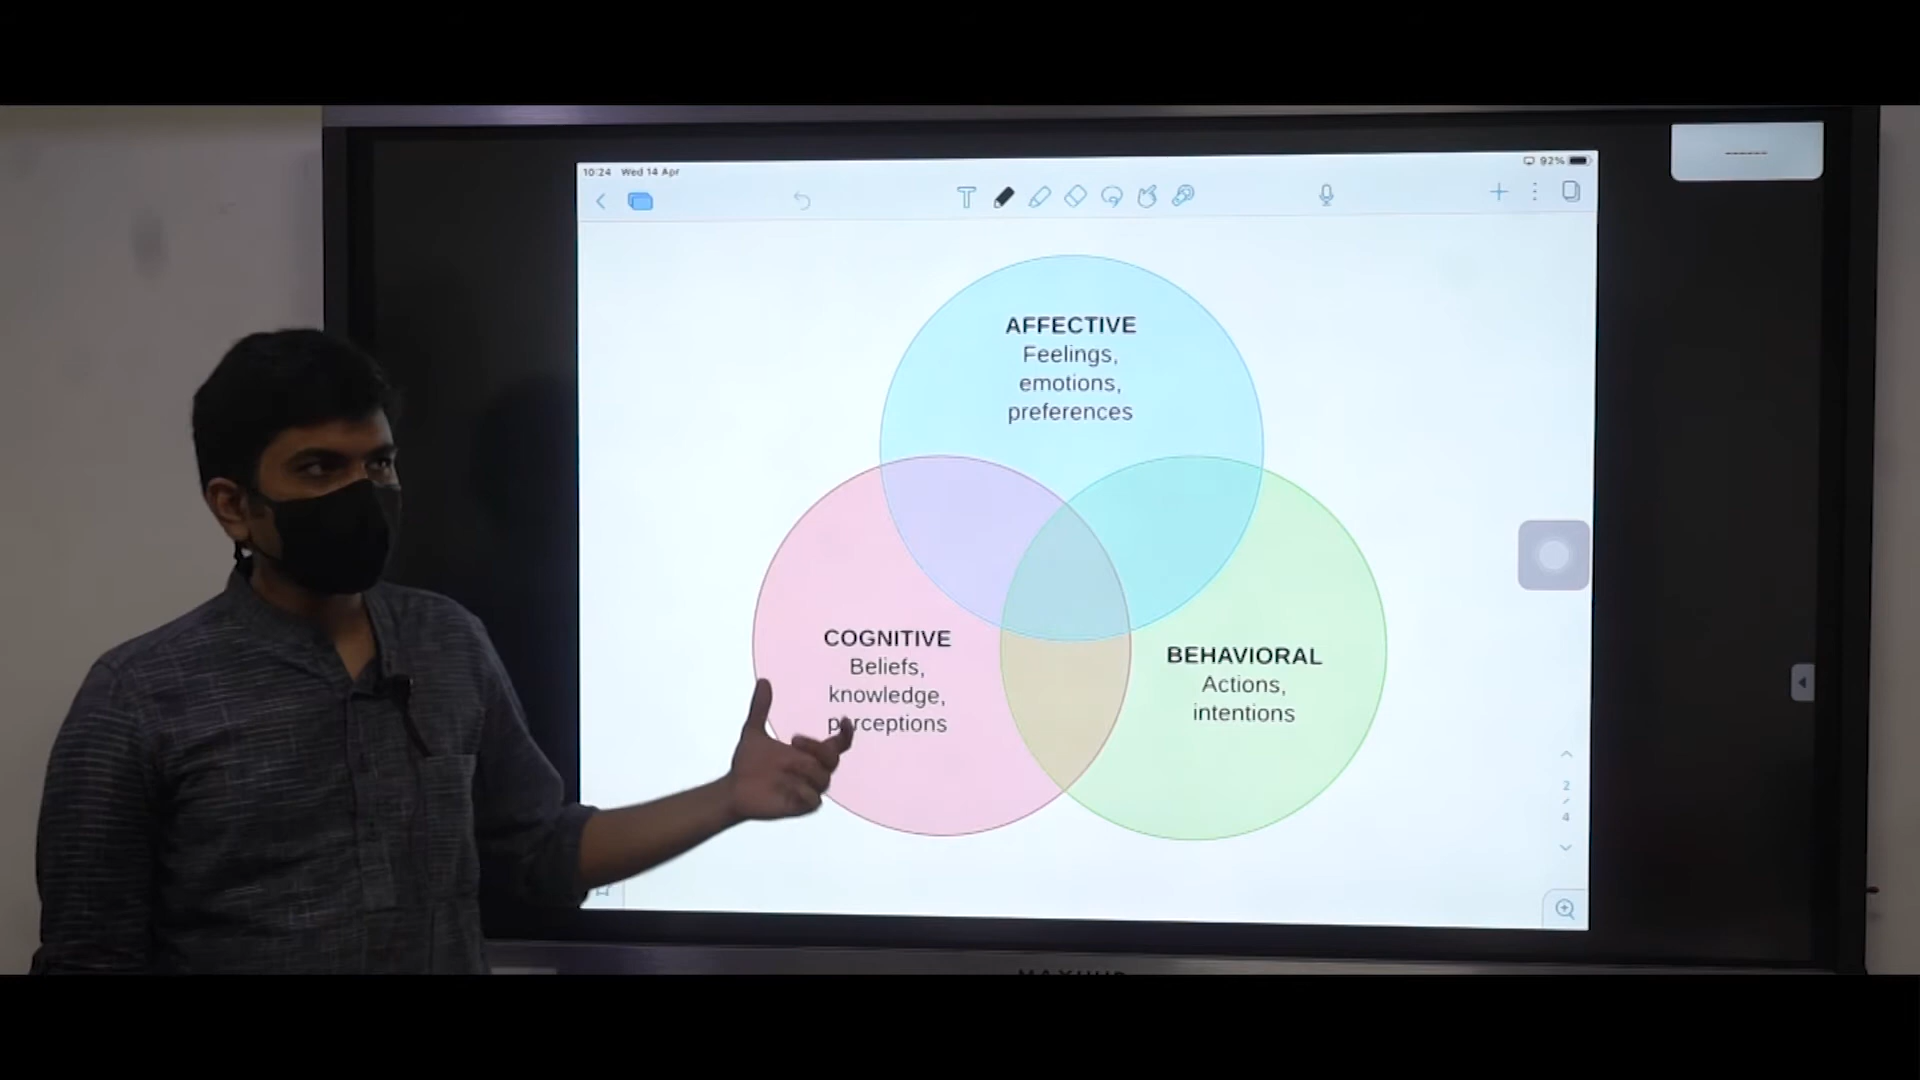 10:24 Wed 14 Apr
92%
AFFECTIVE
Feelings,
emotions,
preferences
COGNITIVE
Beliefs,
knowledge,
perceptions
BEHAVIORAL
Actions,
intentions
2
/
4